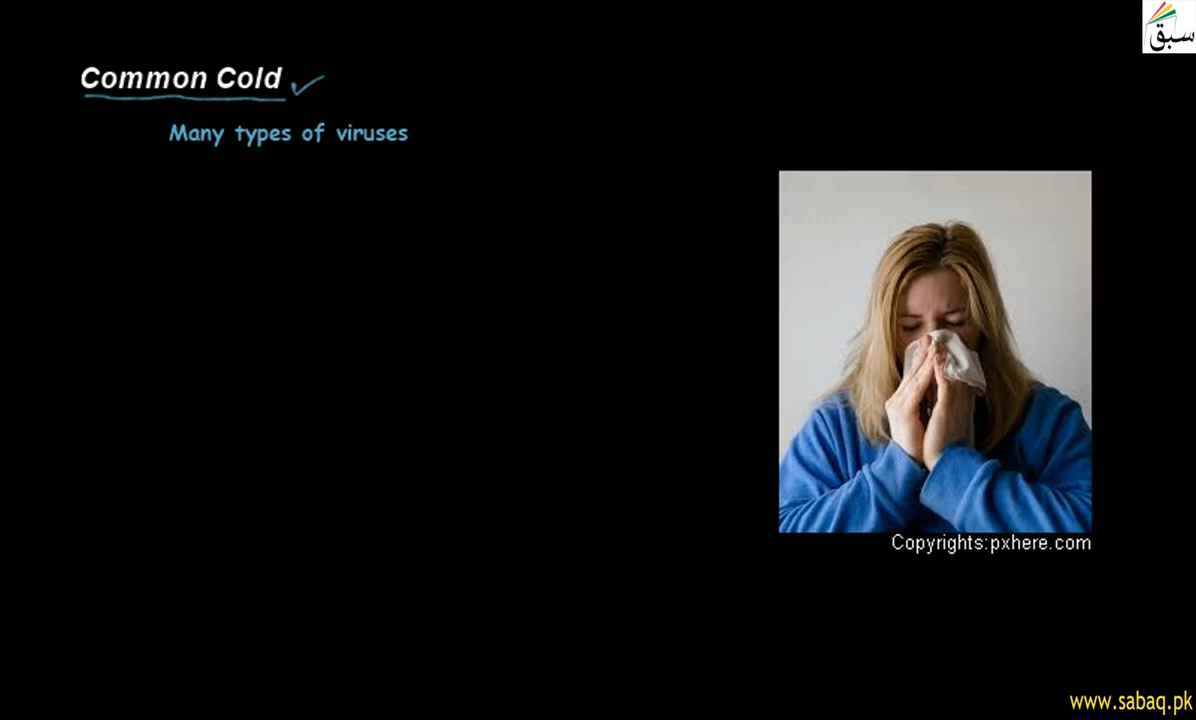 سبق
Common Cold
Many types of viruses
Copyrights:pxhere.com
www.sabaq.pk